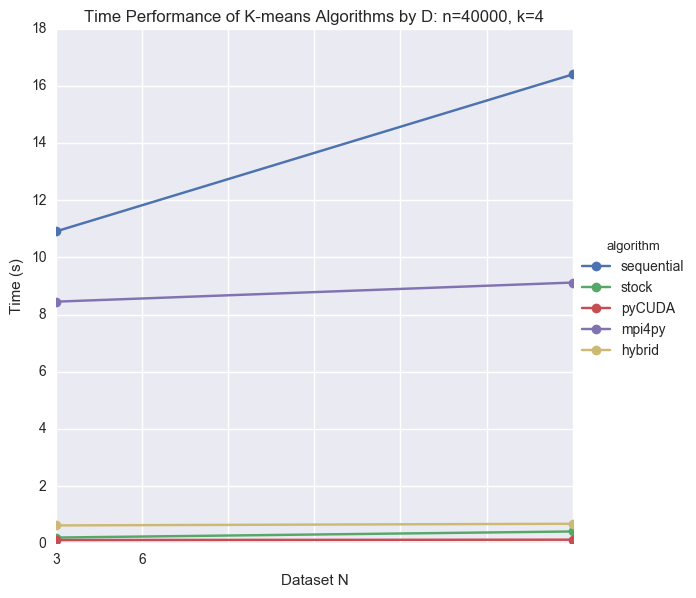 Time Performance of K-means Algorithms by D: n=40000, k=4
18
16
14
12
10
8
6
4
2
0
Time (s)
3 6
Dataset N
algorithm
sequential
stock
pyCUDA
mpi4py
hybrid